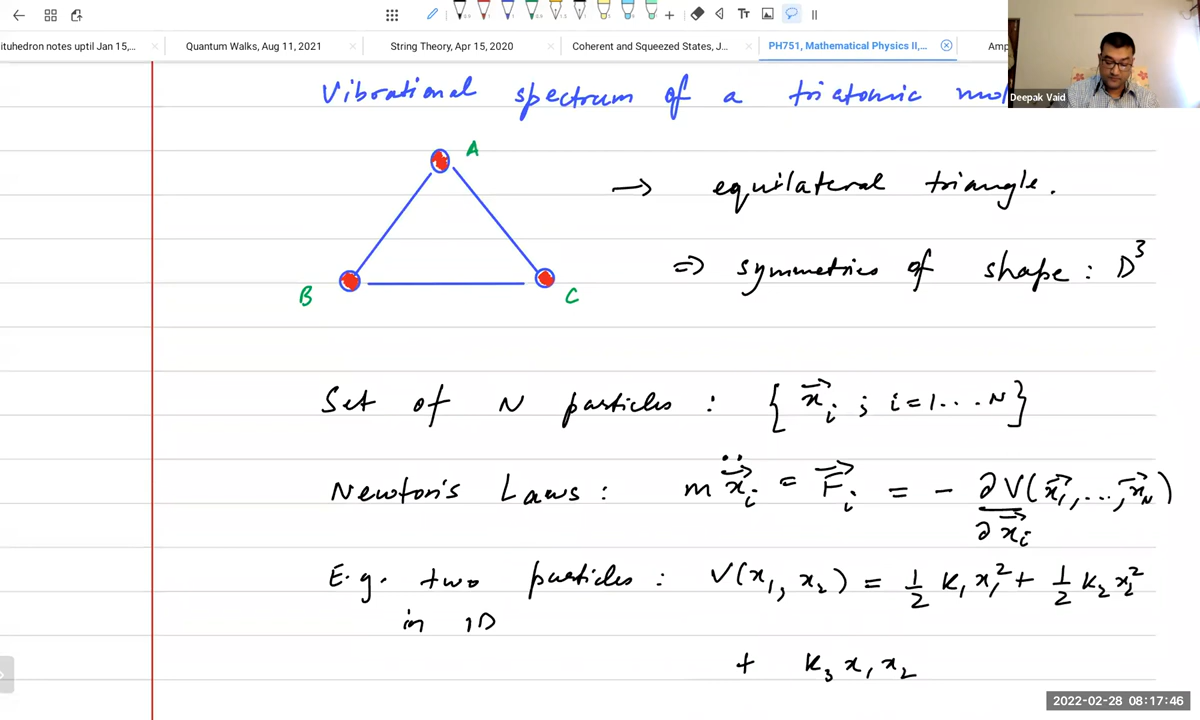 ituhedron notes uptil Jan 15,... Quantum Walks, Aug 11, 2021 String Theory, Apr 15, 2020 Coherent and Squeezed States, J... PH751, Mathematical Physics II,... Amp
Vibrational spectrum of a triatomic mol
Deepak Vaid
A
→ equilateral triangle.
⇒ symmetries of shape : D³
B C
Set of N particles : { x⃗ᵢ ; i = 1 . . . N }
Newton's Laws : m ẍ⃗ᵢ = F⃗ᵢ = - ∂V(x⃗₁, ..., x⃗_N) / ∂x⃗ᵢ
E.g. two particles : V(x₁, x₂) = 1/2 k₁ x₁² + 1/2 k₂ x₂²
in 1D
+ k₃ x₁ x₂
2022-02-28 08:17:46